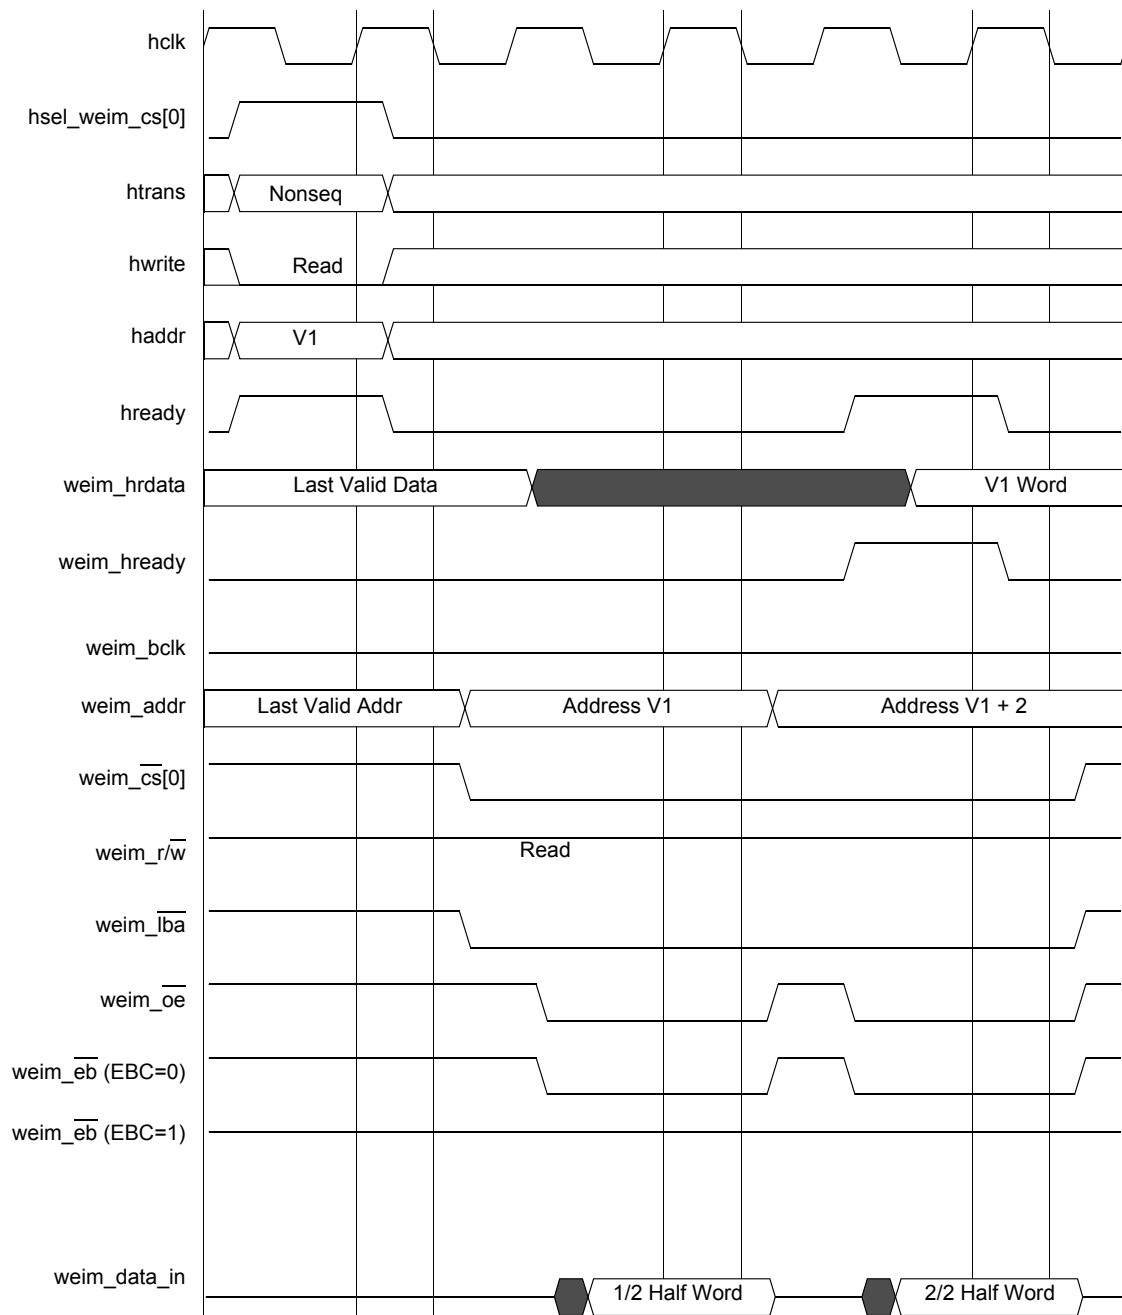 hclk
hsel_weim_cs[0]
htrans
Nonseq
hwrite
Read
haddr
V1
hready
weim_hrdata
Last Valid Data
V1 Word
weim_hready
weim_bclk
weim_addr
Last Valid Addr
Address V1
Address V1 + 2
weim_cs[0]
weim_r/w
Read
weim_lba
weim_oe
weim_eb (EBC=0)
weim_eb (EBC=1)
weim_data_in
1/2 Half Word
2/2 Half Word